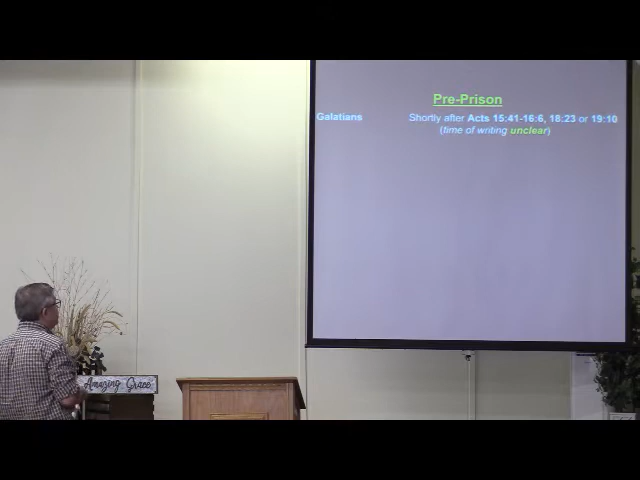 Pre-Prison
Galatians Shortly after Acts 15:41-16:6, 18:23 or 19:10
(time of writing unclear)
Amazing Grace